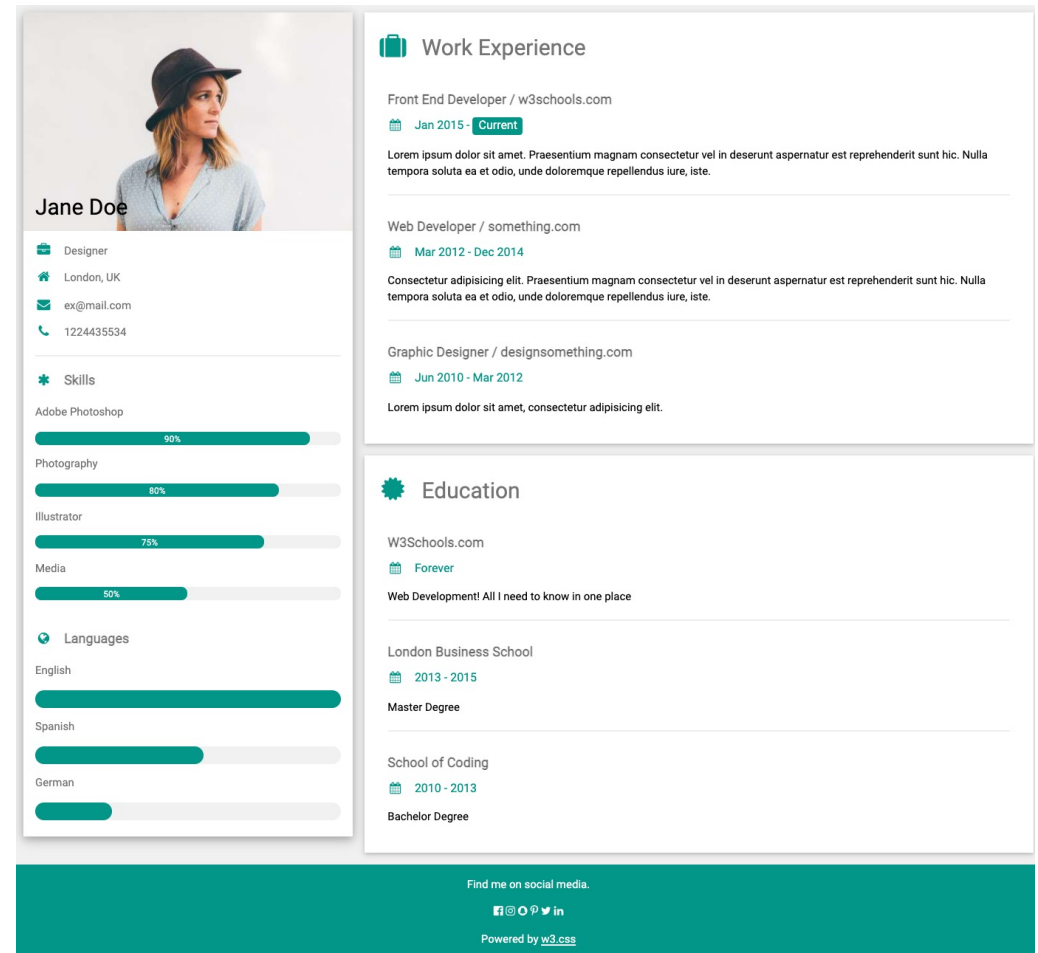 Jane Doe
Designer
London, UK
ex@mail.com
1224435534
Skills
Adobe Photoshop
90%
Photography
80%
Illustrator
75%
Media
50%
Languages
English
Spanish
German
Work Experience
Front End Developer / w3schools.com
Jan 2015 - Current
Lorem ipsum dolor sit amet. Praesentium magnam consectetur vel in deserunt aspernatur est reprehenderit sunt hic. Nulla
tempora soluta ea et odio, unde doloremque repellendus iure, iste.
Web Developer / something.com
Mar 2012 - Dec 2014
Consectetur adipisicing elit. Praesentium magnam consectetur vel in deserunt aspernatur est reprehenderit sunt hic. Nulla
tempora soluta ea et odio, unde doloremque repellendus iure, iste.
Graphic Designer / designsomething.com
Jun 2010 - Mar 2012
Lorem ipsum dolor sit amet, consectetur adipisicing elit.
Education
W3Schools.com
Forever
Web Development! All I need to know in one place
London Business School
2013 - 2015
Master Degree
School of Coding
2010 - 2013
Bachelor Degree
Find me on social media.
Powered by w3.css